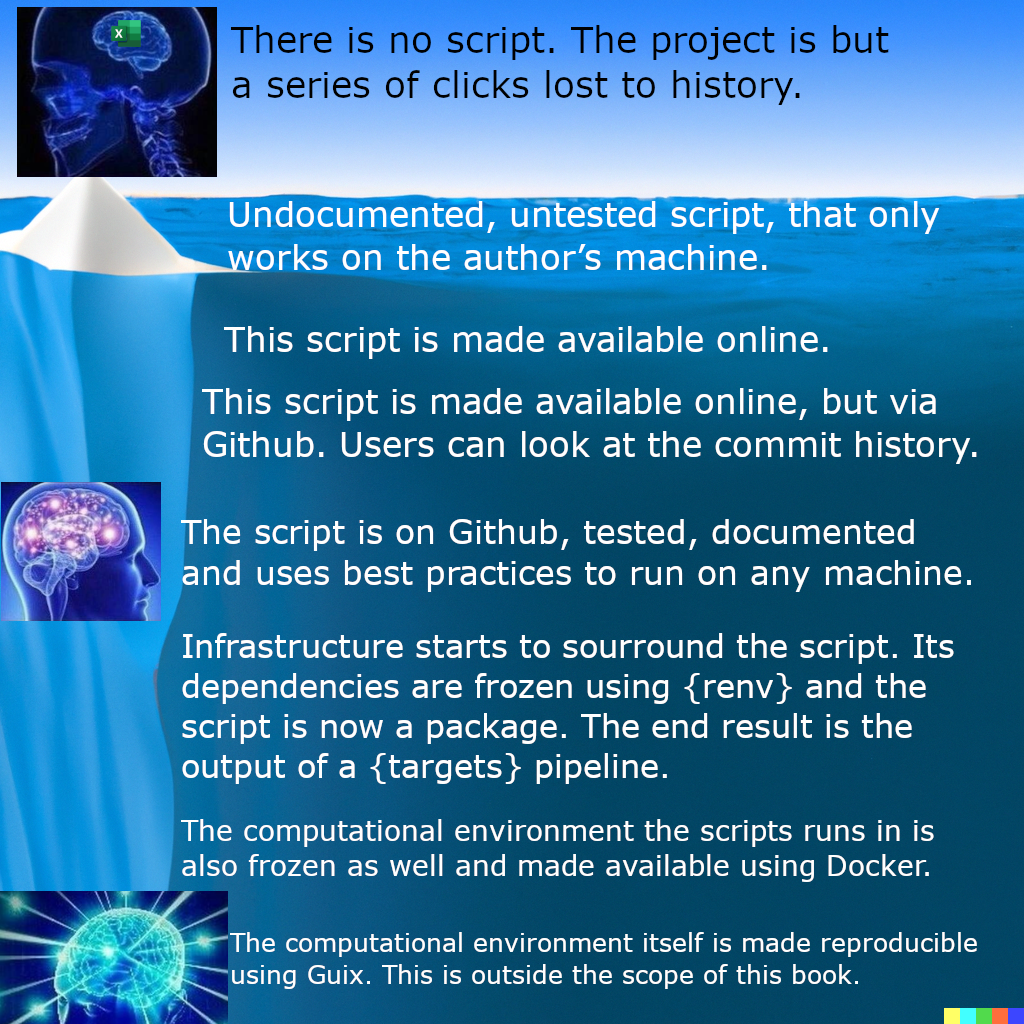 X
There is no script. The project is but
a series of clicks lost to history.
Undocumented, untested script, that only
works on the author’s machine.
This script is made available online.
This script is made available online, but via
Github. Users can look at the commit history.
The script is on Github, tested, documented
and uses best practices to run on any machine.
Infrastructure starts to sourround the script. Its
dependencies are frozen using {renv} and the
script is now a package. The end result is the
output of a {targets} pipeline.
The computational environment the scripts runs in is
also frozen as well and made available using Docker.
The computational environment itself is made reproducible
using Guix. This is outside the scope of this book.